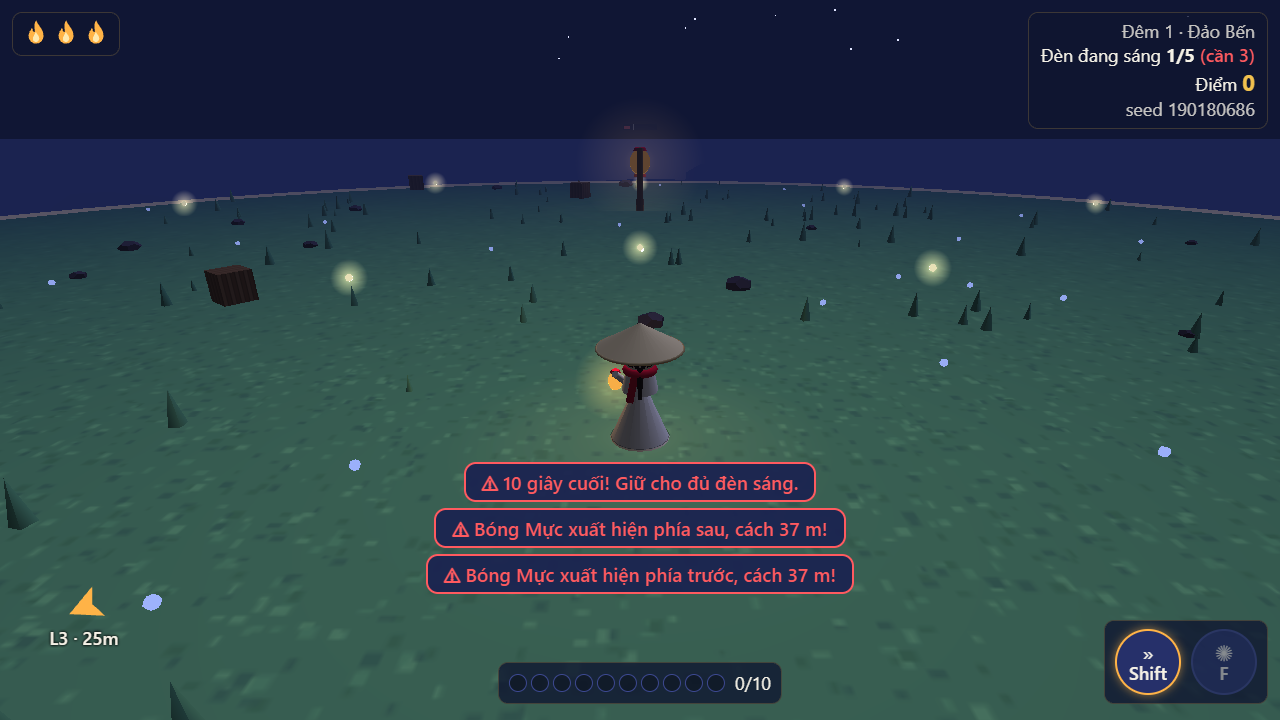 Đêm 1 · Đảo Bến
Đèn đang sáng 1/5 (cần 3)
Điểm 0
seed 190180686
⚠ 10 giây cuối! Giữ cho đủ đèn sáng.
⚠ Bóng Mực xuất hiện phía sau, cách 37 m!
⚠ Bóng Mực xuất hiện phía trước, cách 37 m!
L3 · 25m
0/10
» Shift
F